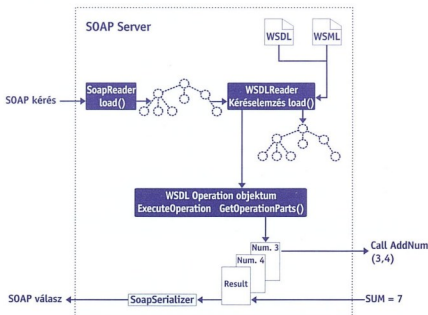 SOAP Server
WSDL
WSML
SOAP kérés
SoapReader
load()
WSDLReader
Kéréselemzés load()
WSDL Operation objektum
ExecuteOperation GetOperationParts()
Num. 3
Num. 4
Result
Call AddNum
(3,4)
SOAP válasz
SoapSerializer
SUM = 7